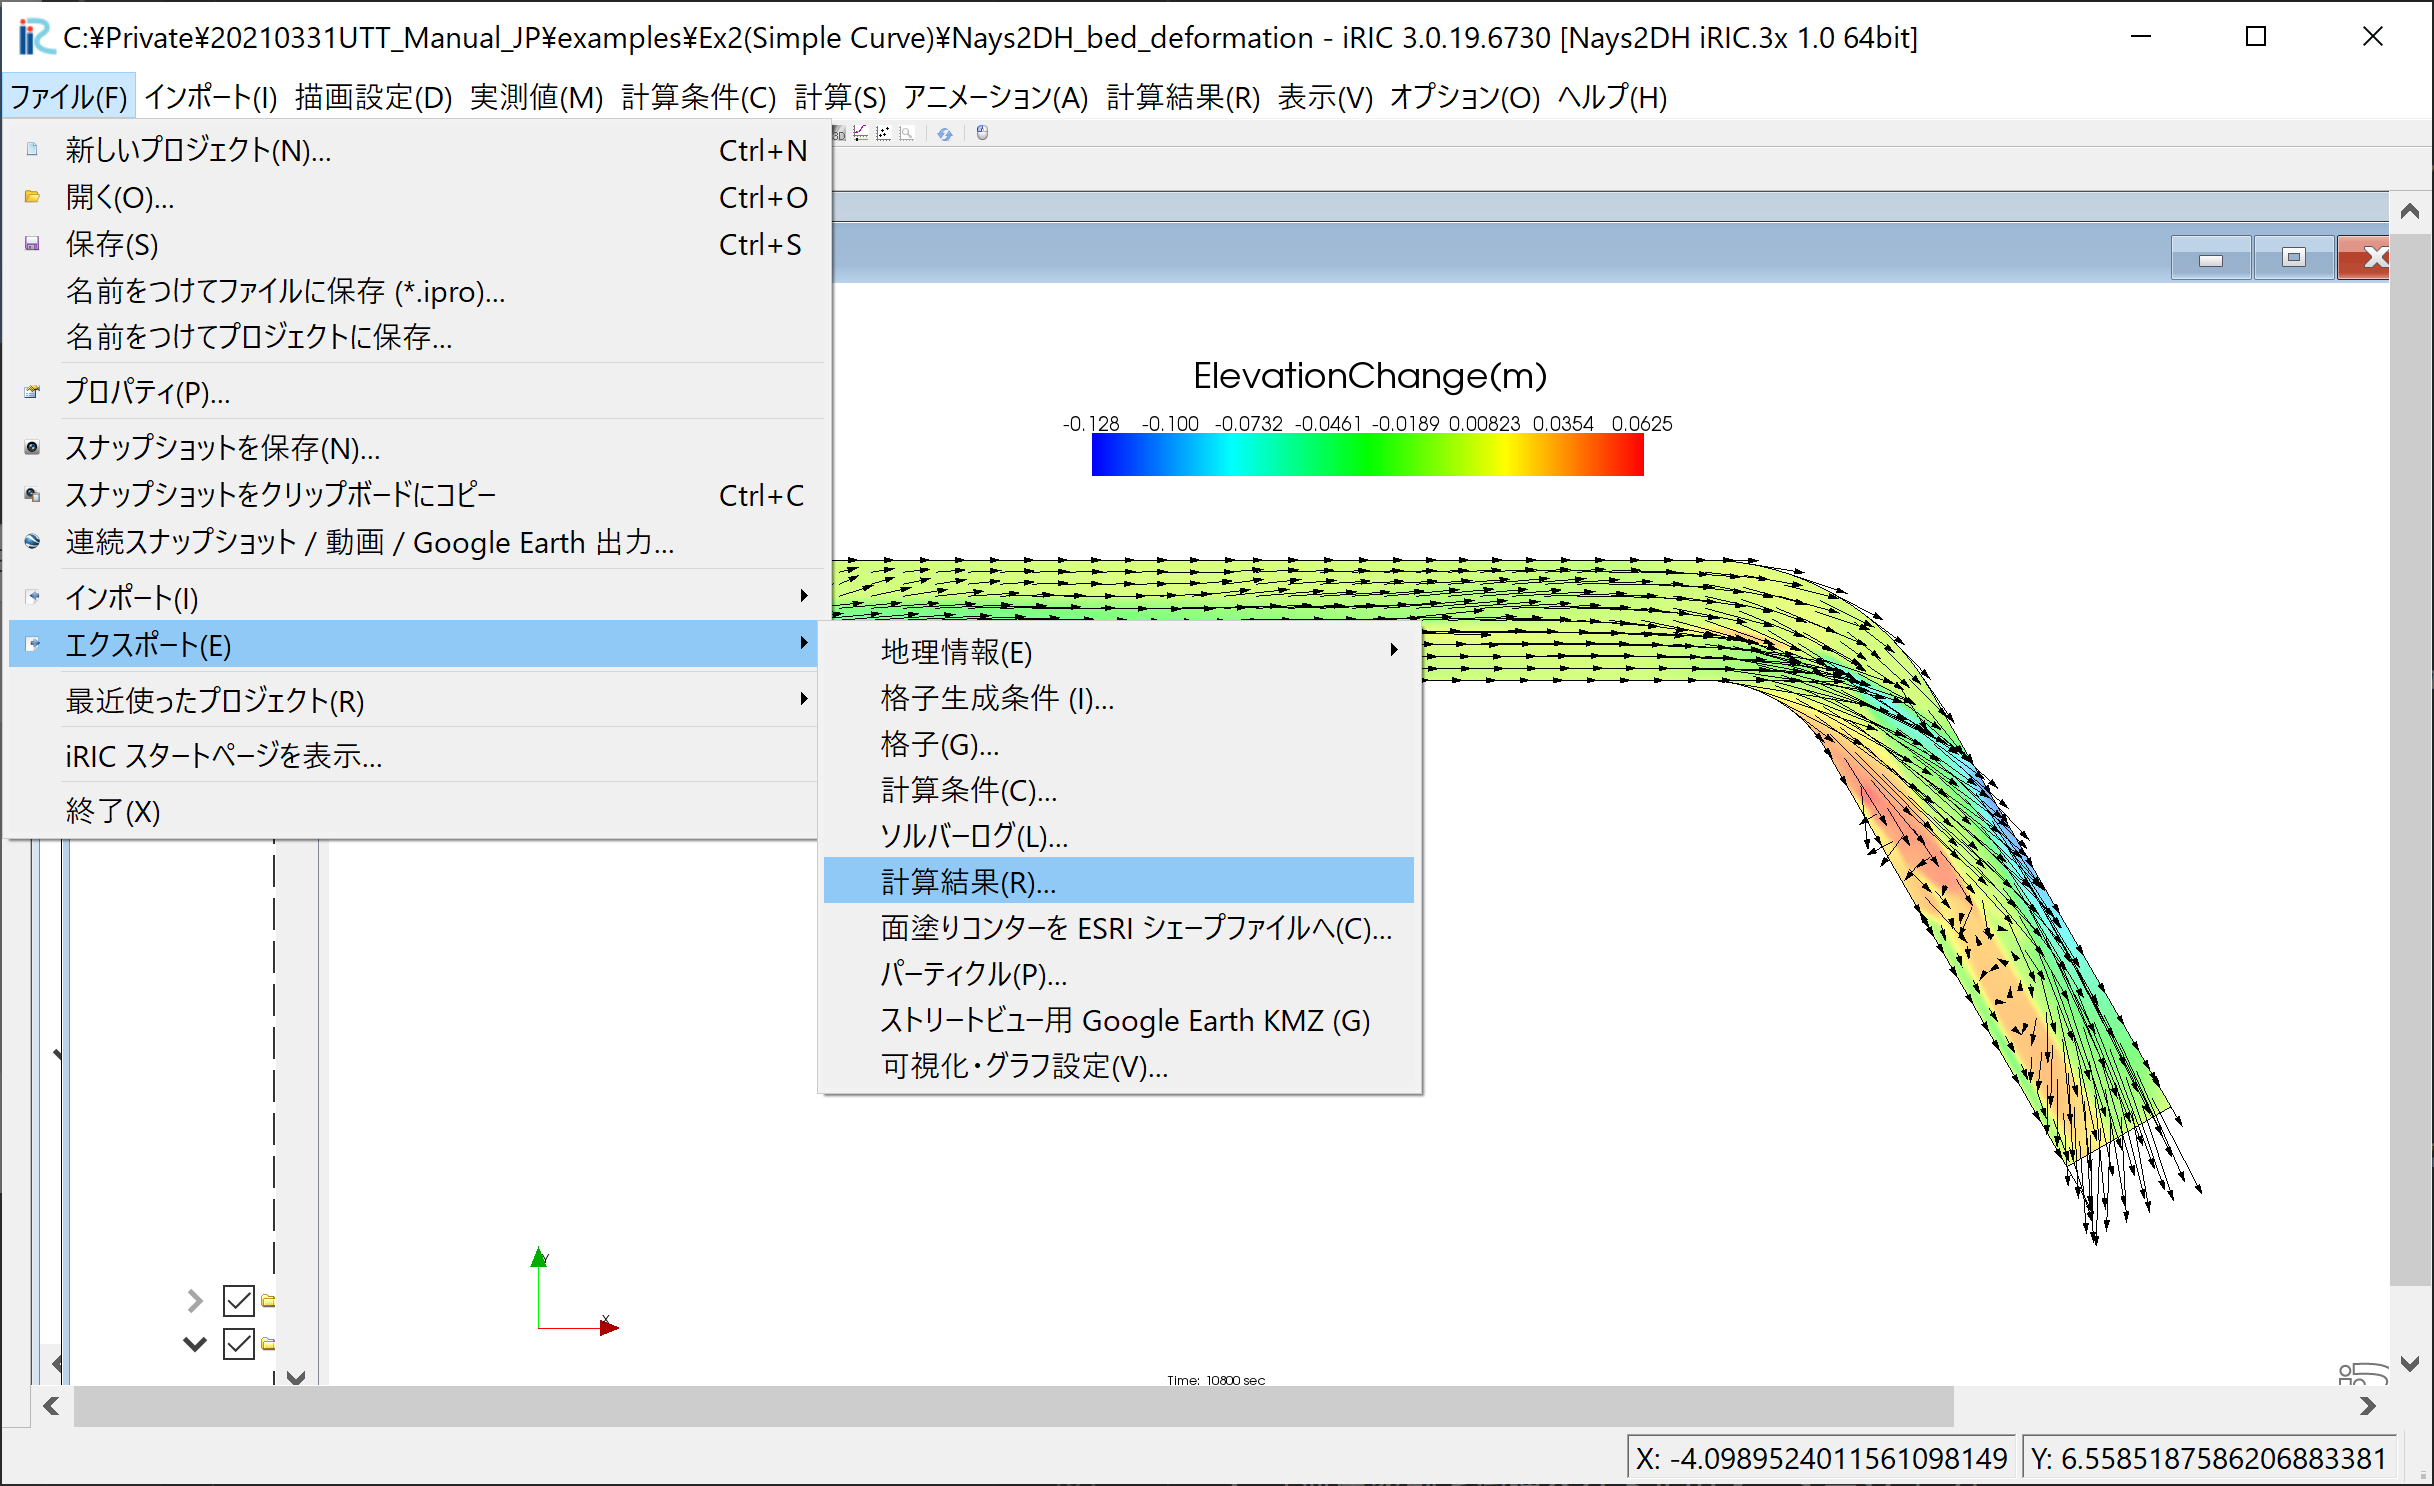 C:¥Private¥20210331UTT_Manual_JP¥examples¥Ex2(Simple Curve)¥Nays2DH_bed_deformation - iRIC 3.0.19.6730 [Nays2DH iRIC.3x 1.0 64bit]
ファイル(F) インポート(I) 描画設定(D) 実測値(M) 計算条件(C) 計算(S) アニメーション(A) 計算結果(R) 表示(V) オプション(O) ヘルプ(H)
新しいプロジェクト(N)... Ctrl+N
開く(O)... Ctrl+O
保存(S) Ctrl+S
名前をつけてファイルに保存 (*.ipro)...
名前をつけてプロジェクトに保存...
プロパティ(P)...
スナップショットを保存(N)...
スナップショットをクリップボードにコピー Ctrl+C
連続スナップショット / 動画 / Google Earth 出力...
インポート(I)
エクスポート(E)
最近使ったプロジェクト(R)
iRIC スタートページを表示...
終了(X)
地理情報(E)
格子生成条件 (I)...
格子(G)...
計算条件(C)...
ソルバーログ(L)...
計算結果(R)...
面塗りコンターを ESRI シェープファイルへ(C)...
パーティクル(P)...
ストリートビュー用 Google Earth KMZ (G)
可視化・グラフ設定(V)...
ElevationChange(m)
-0.128 -0.100 -0.0732 -0.0461 -0.0189 0.00823 0.0354 0.0625
Y
X
Time: 10800 sec
X: -4.0989524011561098149 Y: 6.5585187586206883381